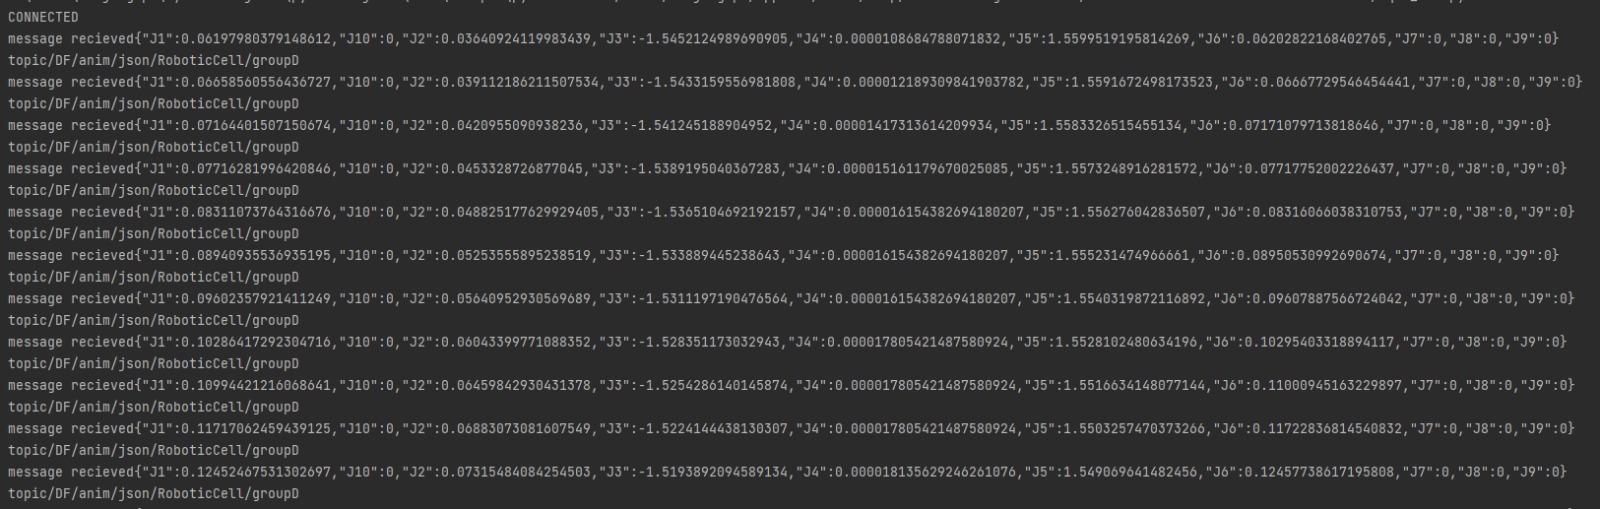 CONNECTED
message recieved{"J1":0.06197980379148612,"J10":0,"J2":0.03640924119983439,"J3":-1.5452124989690905,"J4":0.0000108684788071832,"J5":1.5599519195814269,"J6":0.06202822168402765,"J7":0,"J8":0,"J9":0}
topic/DF/anim/json/RoboticCell/groupD
message recieved{"J1":0.06658560556436727,"J10":0,"J2":0.039112186211507534,"J3":-1.5433159556981808,"J4":0.000012189309841903782,"J5":1.5591672498173523,"J6":0.06667729546454441,"J7":0,"J8":0,"J9":0}
topic/DF/anim/json/RoboticCell/groupD
message recieved{"J1":0.07164401507150674,"J10":0,"J2":0.0420955090938236,"J3":-1.541245188904952,"J4":0.00001417313614209934,"J5":1.5583326515455134,"J6":0.07171079713818646,"J7":0,"J8":0,"J9":0}
topic/DF/anim/json/RoboticCell/groupD
message recieved{"J1":0.07716281996420846,"J10":0,"J2":0.0453328726877045,"J3":-1.5389195040367283,"J4":0.000015161179670025085,"J5":1.5573248916281572,"J6":0.07717752002226437,"J7":0,"J8":0,"J9":0}
topic/DF/anim/json/RoboticCell/groupD
message recieved{"J1":0.08311073764316676,"J10":0,"J2":0.048825177629929405,"J3":-1.5365104692192157,"J4":0.000016154382694180207,"J5":1.556276042836507,"J6":0.08316066038310753,"J7":0,"J8":0,"J9":0}
topic/DF/anim/json/RoboticCell/groupD
message recieved{"J1":0.08940935536935195,"J10":0,"J2":0.05253555895238519,"J3":-1.533889445238643,"J4":0.000016154382694180207,"J5":1.555231474966661,"J6":0.08950530992690674,"J7":0,"J8":0,"J9":0}
topic/DF/anim/json/RoboticCell/groupD
message recieved{"J1":0.09602357921411249,"J10":0,"J2":0.05640952930569689,"J3":-1.5311197190476564,"J4":0.000016154382694180207,"J5":1.5540319872116892,"J6":0.09607887566724042,"J7":0,"J8":0,"J9":0}
topic/DF/anim/json/RoboticCell/groupD
message recieved{"J1":0.10286417292304716,"J10":0,"J2":0.06043399771088352,"J3":-1.528351173032943,"J4":0.000017805421487580924,"J5":1.5528102480634196,"J6":0.10295403318894117,"J7":0,"J8":0,"J9":0}
topic/DF/anim/json/RoboticCell/groupD
message recieved{"J1":0.10994421216068641,"J10":0,"J2":0.06459842930431378,"J3":-1.5254286140145874,"J4":0.000017805421487580924,"J5":1.5516634148077144,"J6":0.11000945163229897,"J7":0,"J8":0,"J9":0}
topic/DF/anim/json/RoboticCell/groupD
message recieved{"J1":0.11717062459439125,"J10":0,"J2":0.06883073081607549,"J3":-1.5224144438130307,"J4":0.000017805421487580924,"J5":1.5503257470373266,"J6":0.11722836814540832,"J7":0,"J8":0,"J9":0}
topic/DF/anim/json/RoboticCell/groupD
message recieved{"J1":0.12452467531302697,"J10":0,"J2":0.07315484084254503,"J3":-1.5193892094589134,"J4":0.000018135629246261076,"J5":1.549069641482456,"J6":0.12457738617195808,"J7":0,"J8":0,"J9":0}
topic/DF/anim/json/RoboticCell/groupD